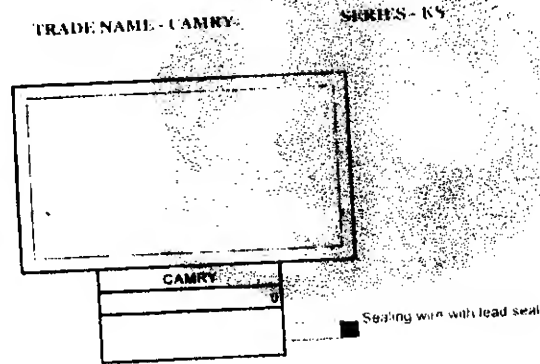 TRADE NAME - CAMRY
SERIES - KS
CAMRY
0
Sealing wire with lead seal